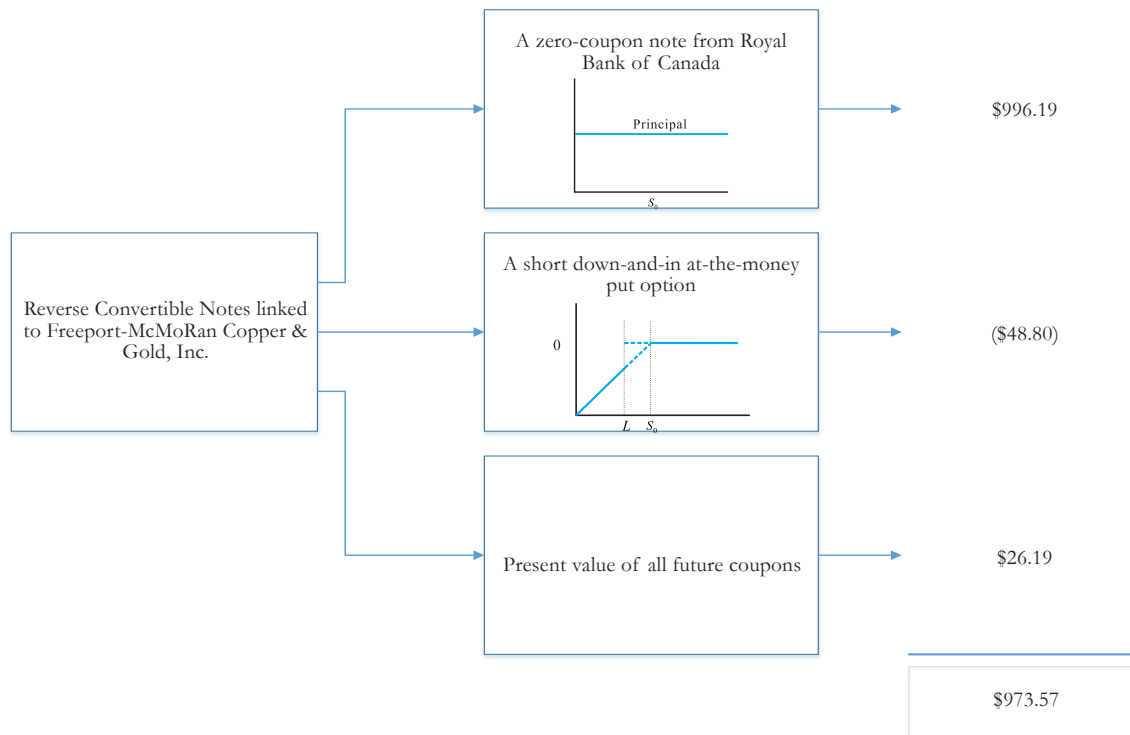 A zero-coupon note from Royal
Bank of Canada
Principal
S₀
$996.19
Reverse Convertible Notes linked
to Freeport-McMoRan Copper &
Gold, Inc.
A short down-and-in at-the-money
put option
0
L S₀
($48.80)
Present value of all future coupons
$26.19
$973.57